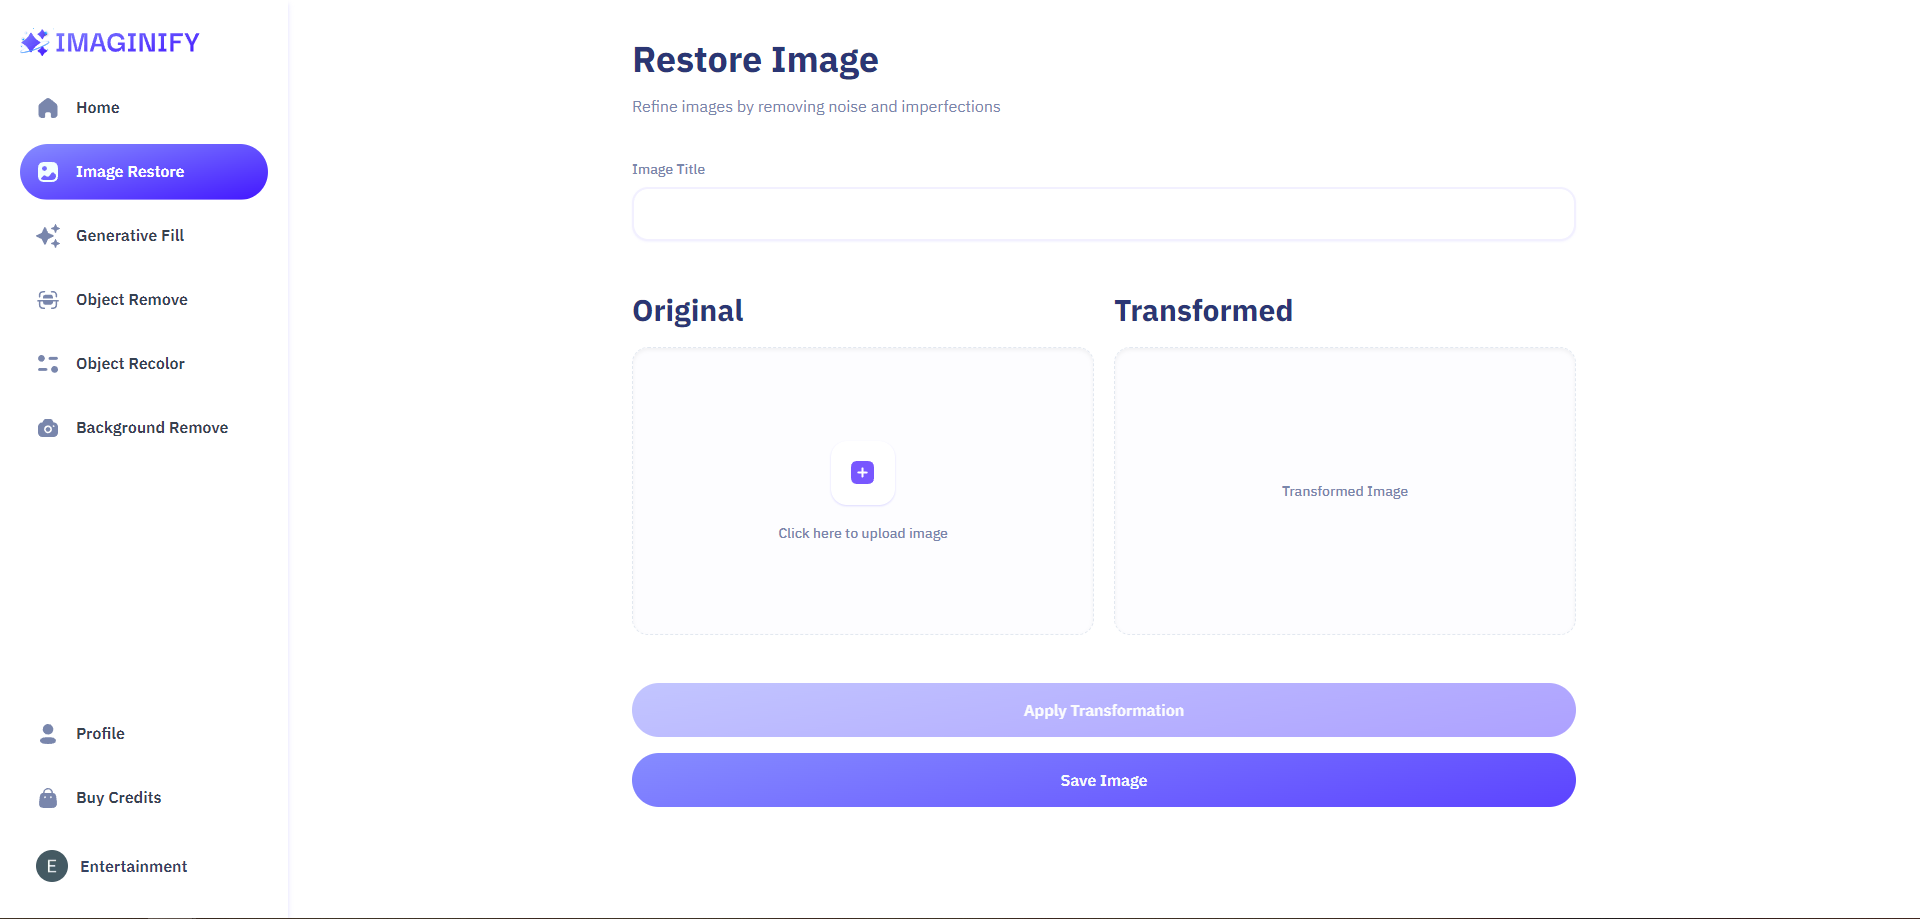 IMAGINIFY
Home
Image Restore
Generative Fill
Object Remove
Object Recolor
Background Remove
Profile
Buy Credits
E Entertainment
Restore Image
Refine images by removing noise and imperfections
Image Title
Original
Transformed
Click here to upload image
Transformed Image
Apply Transformation
Save Image